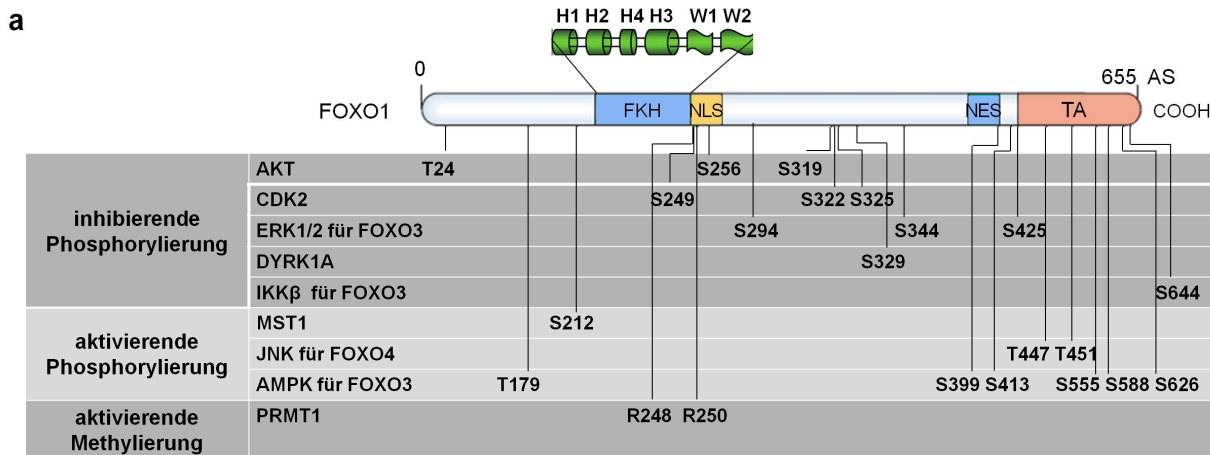 a
H1 H2 H4 H3 W1 W2
0
655 AS
FOXO1
FKH
NLS
NES
TA
COOH
inhibierende
Phosphorylierung
AKT
T24
S256
S319
CDK2
S249
S322
S325
ERK1/2 für FOXO3
S294
S344
S425
DYRK1A
S329
IKKβ für FOXO3
S644
aktivierende
Phosphorylierung
MST1
S212
JNK für FOXO4
T447
T451
AMPK für FOXO3
T179
S399
S413
S555
S588
S626
aktivierende
Methylierung
PRMT1
R248
R250